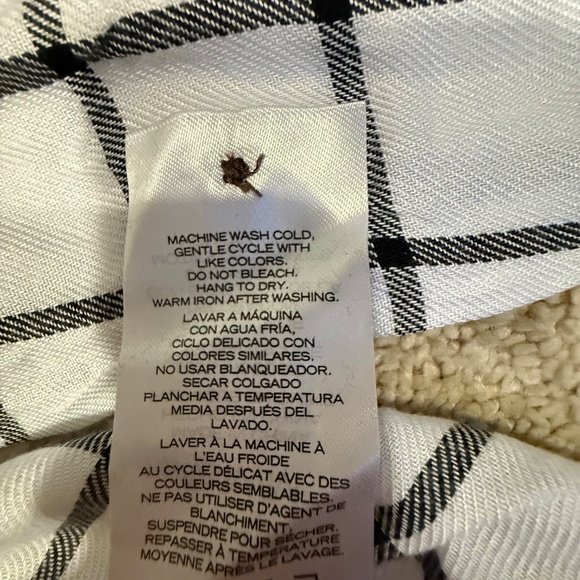 MACHINE WASH COLD,
GENTLE CYCLE WITH
LIKE COLORS.
DO NOT BLEACH.
HANG TO DRY.
WARM IRON AFTER WASHING.
LAVAR A MÁQUINA
CON AGUA FRÍA,
CICLO DELICADO CON
COLORES SIMILARES.
NO USAR BLANQUEADOR.
SECAR COLGADO
PLANCHAR A TEMPERATURA
MEDIA DESPUÉS DEL
LAVADO.
LAVER À LA MACHINE À
L'EAU FROIDE
AU CYCLE DÉLICAT AVEC DES
COULEURS SEMBLABLES.
NE PAS UTILISER D'AGENT DE
BLANCHIMENT.
SUSPENDRE POUR SÉCHER.
REPASSER À TEMPÉRATURE
MOYENNE APRÈS LE LAVAGE.